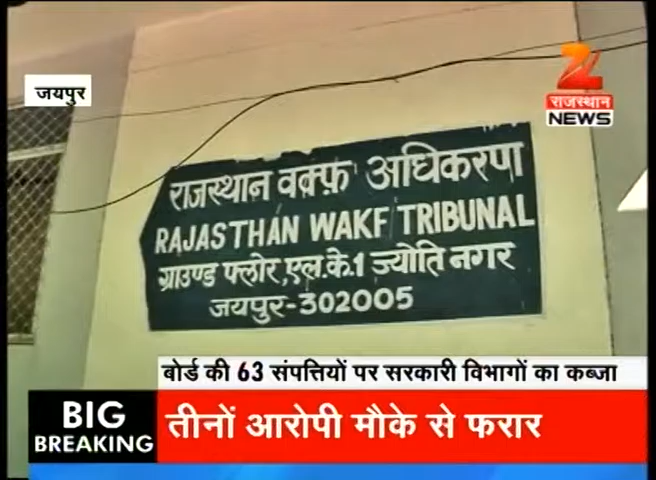 जयपुर
राजस्थान
NEWS
राजस्थान वक्फ़ अधिकरण
RAJASTHAN WAKF TRIBUNAL
ग्राउण्ड फ्लोर,एल.के.1 ज्योति नगर
जयपुर-302005
बोर्ड की 63 संपत्तियों पर सरकारी विभागों का कब्जा
BIG
BREAKING
तीनों आरोपी मौके से फरार